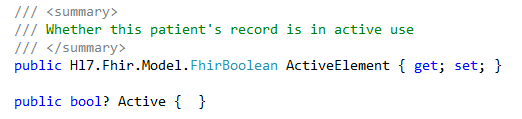 /// <summary>
/// Whether this patient's record is in active use
/// </summary>
public Hl7.Fhir.Model.FhirBoolean ActiveElement { get; set; }
public bool? Active {  }